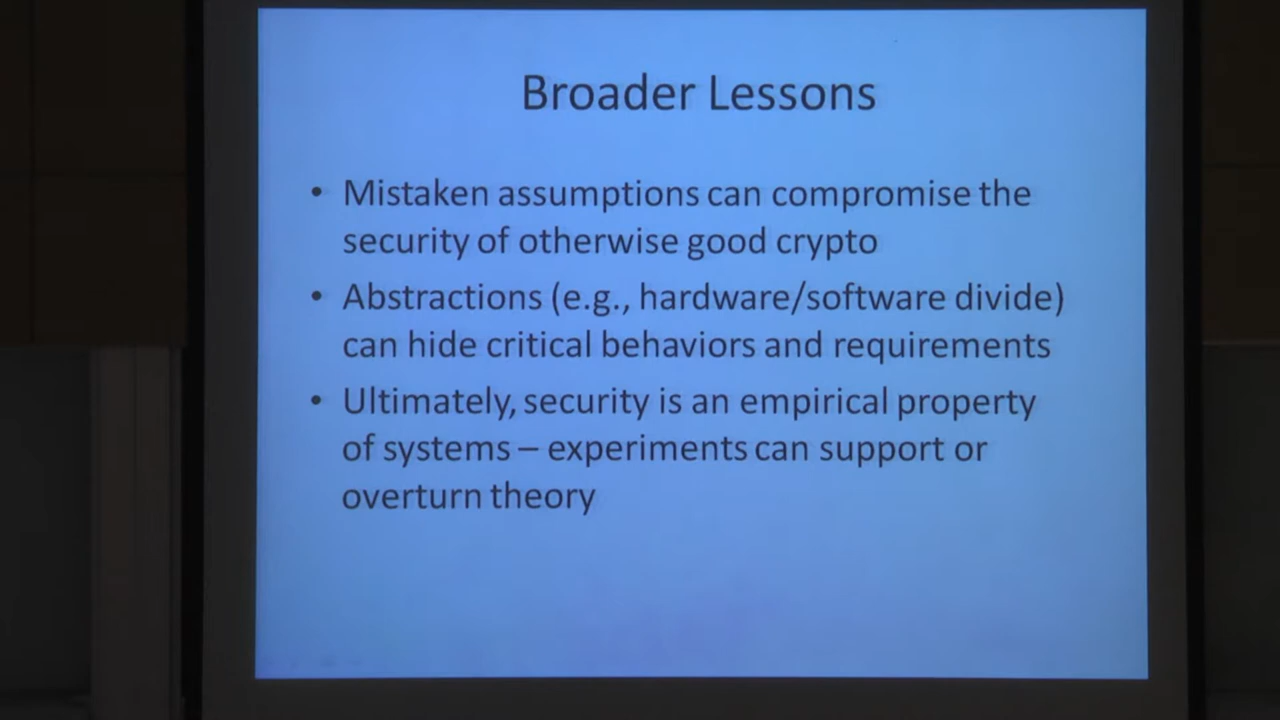 Broader Lessons
• Mistaken assumptions can compromise the
security of otherwise good crypto
• Abstractions (e.g., hardware/software divide)
can hide critical behaviors and requirements
• Ultimately, security is an empirical property
of systems – experiments can support or
overturn theory